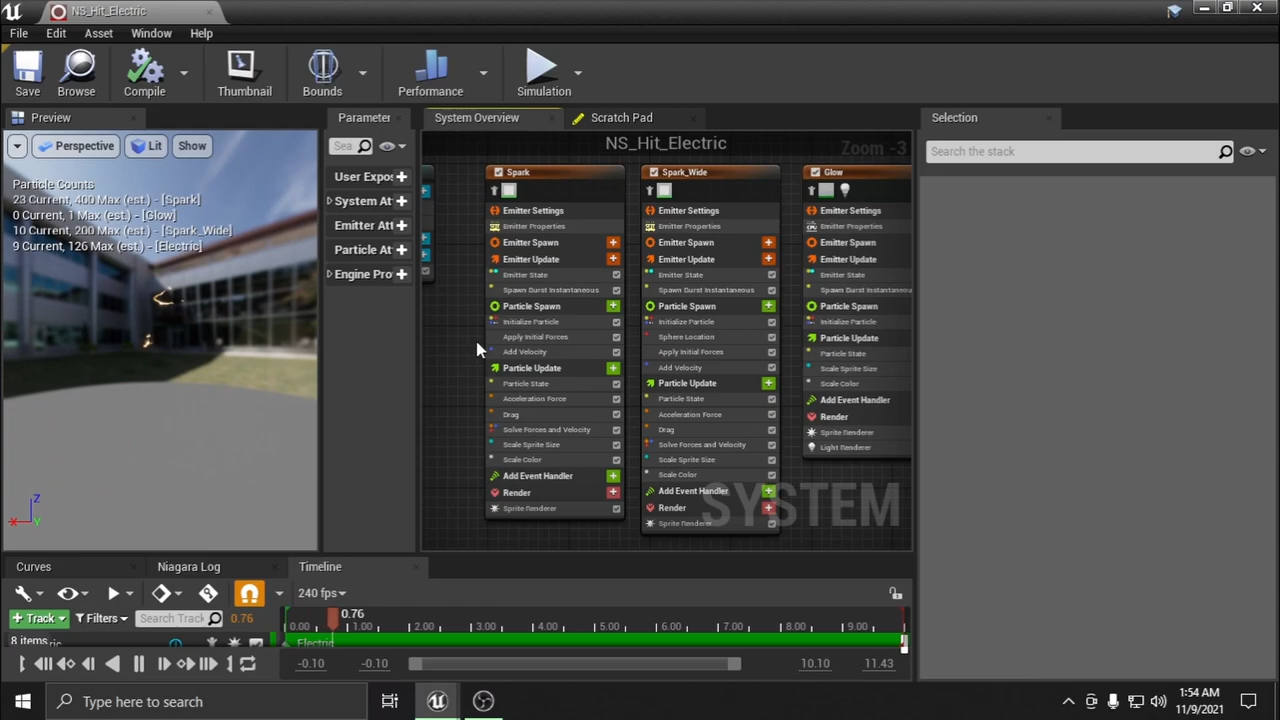 NS_Hit_Electric
File Edit Asset Window Help
Save Browse Compile Thumbnail Bounds Performance Simulation
Preview Parameter System Overview Scratch Pad Selection
Perspective Lit Show
Particle Counts
23 Current, 400 Max (est.) - [Spark]
0 Current, 1 Max (est.) - [Glow]
10 Current, 200 Max (est.) - [Spark_Wide]
9 Current, 126 Max (est.) - [Electric]
Z
X Y
Sea
User Expos
System At
Emitter Att
Particle At
Engine Pro
NS_Hit_Electric
Zoom -3
Spark
Emitter Settings
Emitter Properties
Emitter Spawn
Emitter Update
Emitter State
Spawn Burst Instantaneous
Particle Spawn
Initialize Particle
Apply Initial Forces
Add Velocity
Particle Update
Particle State
Acceleration Force
Drag
Solve Forces and Velocity
Scale Sprite Size
Scale Color
Add Event Handler
Render
Sprite Renderer
Spark_Wide
Emitter Settings
Emitter Properties
Emitter Spawn
Emitter Update
Emitter State
Spawn Burst Instantaneous
Particle Spawn
Initialize Particle
Sphere Location
Apply Initial Forces
Add Velocity
Particle Update
Particle State
Acceleration Force
Drag
Solve Forces and Velocity
Scale Sprite Size
Scale Color
Add Event Handler
Render
Sprite Renderer
Glow
Emitter Settings
Emitter Properties
Emitter Spawn
Emitter Update
Emitter State
Spawn Burst Instantaneou
Particle Spawn
Initialize Particle
Particle Update
Particle State
Scale Sprite Size
Scale Color
Add Event Handler
Render
Sprite Renderer
Light Renderer
SYSTEM
Search the stack
Curves Niagara Log Timeline
240 fps
Track Filters Search Track 0.76
0.76
0.00 1.00 2.00 3.00 4.00 5.00 6.00 7.00 8.00 9.00
8 items
Electric
-0.10 -0.10 10.10 11.43
Type here to search
1:54 AM
11/9/2021